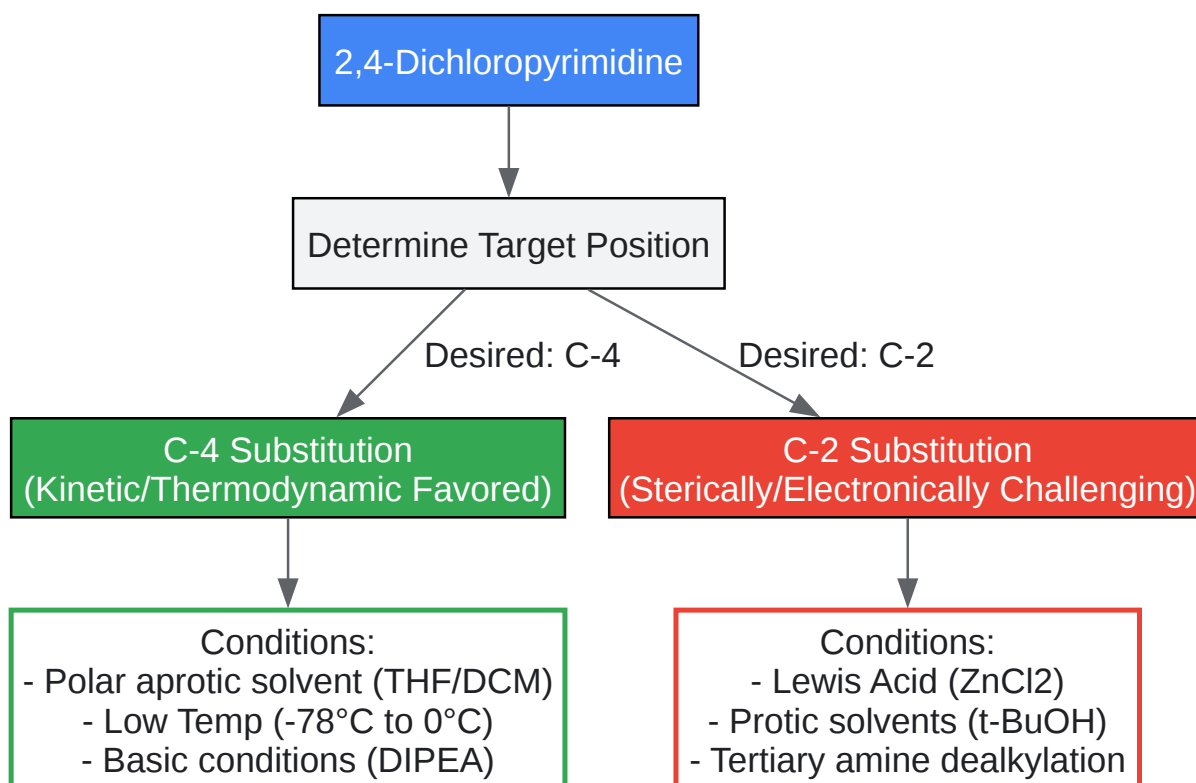 2,4-Dichloropyrimidine
Determine Target Position
Desired: C-4
Desired: C-2
C-4 Substitution
(Kinetic/Thermodynamic Favored)
C-2 Substitution
(Sterically/Electronically Challenging)
Conditions:
- Polar aprotic solvent (THF/DCM)
- Low Temp (-78°C to 0°C)
- Basic conditions (DIPEA)
Conditions:
- Lewis Acid (ZnCl2)
- Protic solvents (t-BuOH)
- Tertiary amine dealkylation